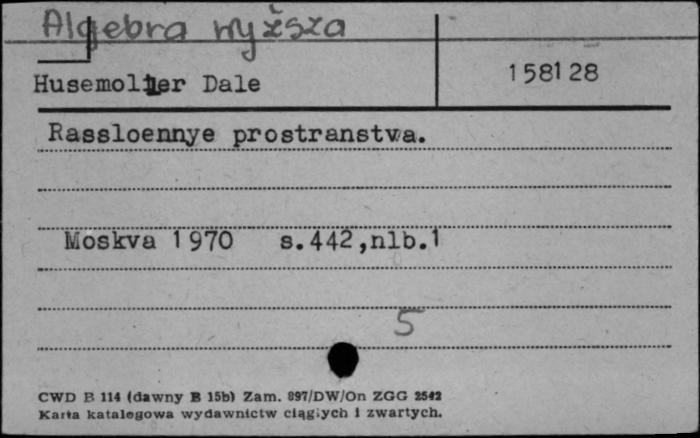 Algebra wyższa
Husemoller Dale
158128
Rassloennye prostranstva.
Moskva 1970 s.442,nlb.1
5
CWD B 114 (dawny B 15b) Zam. 897/DW/On ZGG 2542
Karta katalogowa wydawnictw ciągłych i zwartych.